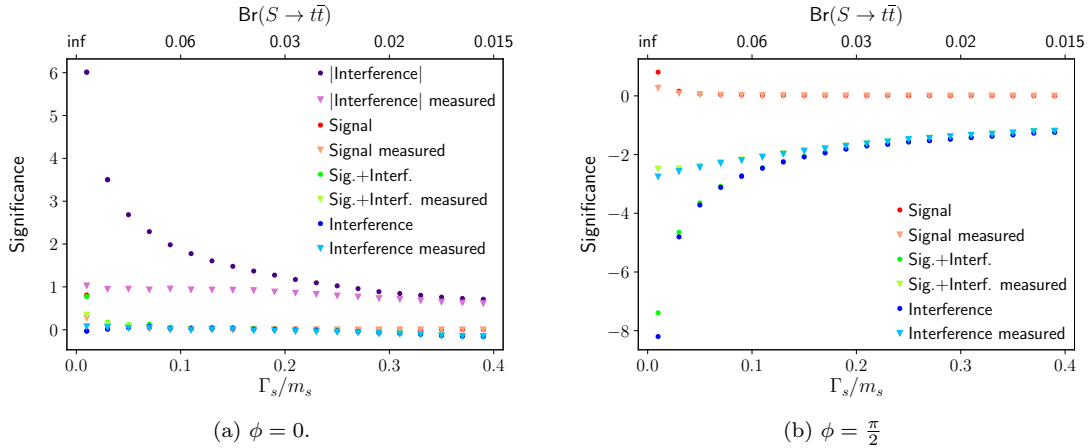 Br(S → tt̄)
inf 0.06 0.03 0.02 0.015
6
5
4
3
2
1
0
Significance
|Interference|
|Interference| measured
Signal
Signal measured
Sig.+Interf.
Sig.+Interf. measured
Interference
Interference measured
0.0 0.1 0.2 0.3 0.4
Γs/ms
(a) ϕ = 0.
Br(S → tt̄)
inf 0.06 0.03 0.02 0.015
0
−2
−4
−6
−8
Significance
Signal
Signal measured
Sig.+Interf.
Sig.+Interf. measured
Interference
Interference measured
0.0 0.1 0.2 0.3 0.4
Γs/ms
(b) ϕ = π/2